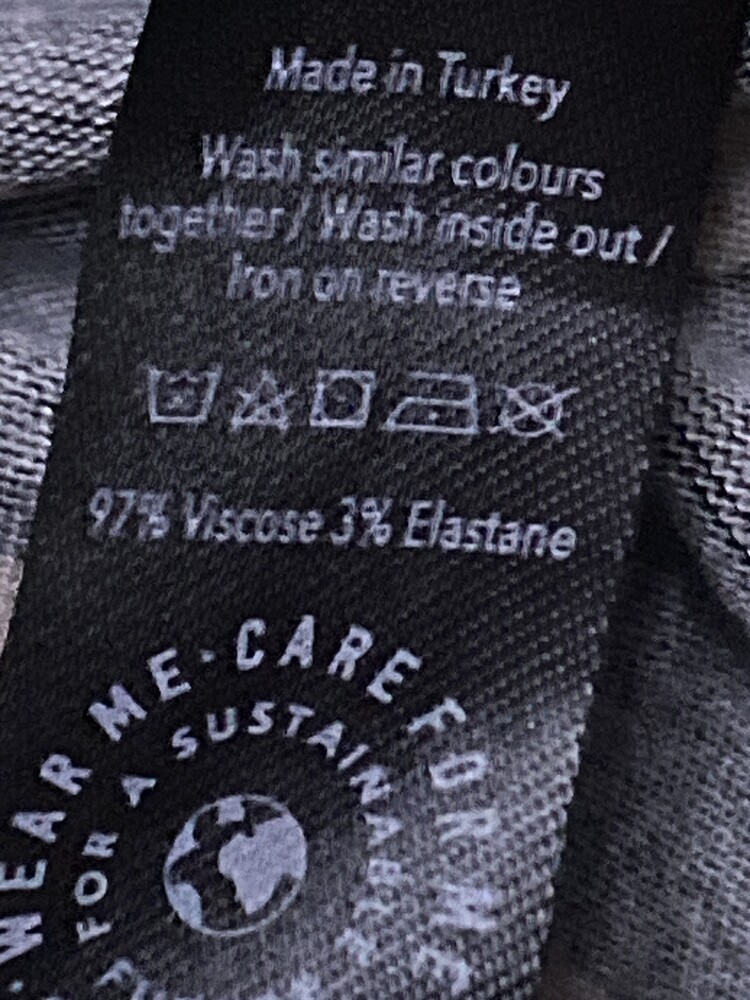 Made in Turkey
Wash similar colours
together / Wash inside out /
Iron on reverse
97% Viscose 3% Elastane
WEAR ME · CARE FOR ME
FOR A SUSTAINABLE